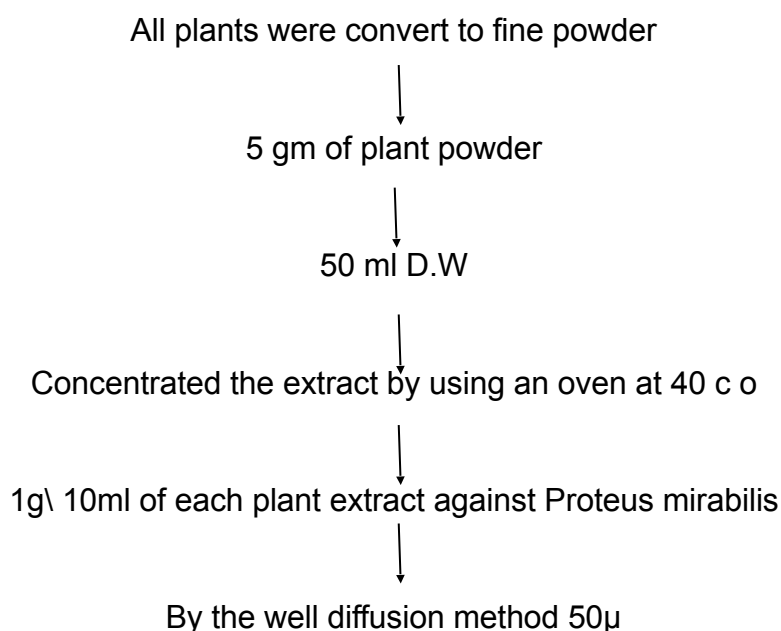 All plants were convert to fine powder
5 gm of plant powder
50 ml D.W
Concentrated the extract by using an oven at 40 c o
1g\ 10ml of each plant extract against Proteus mirabilis
By the well diffusion method 50µ